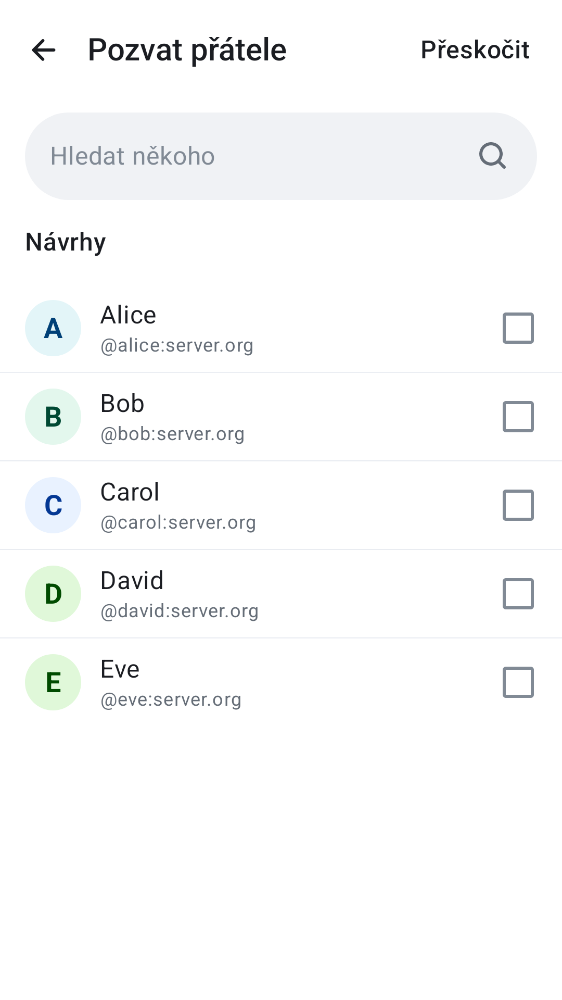 Pozvat přátele
Přeskočit
Hledat někoho
Návrhy
A
Alice
@alice:server.org
B
Bob
@bob:server.org
C
Carol
@carol:server.org
D
David
@david:server.org
E
Eve
@eve:server.org